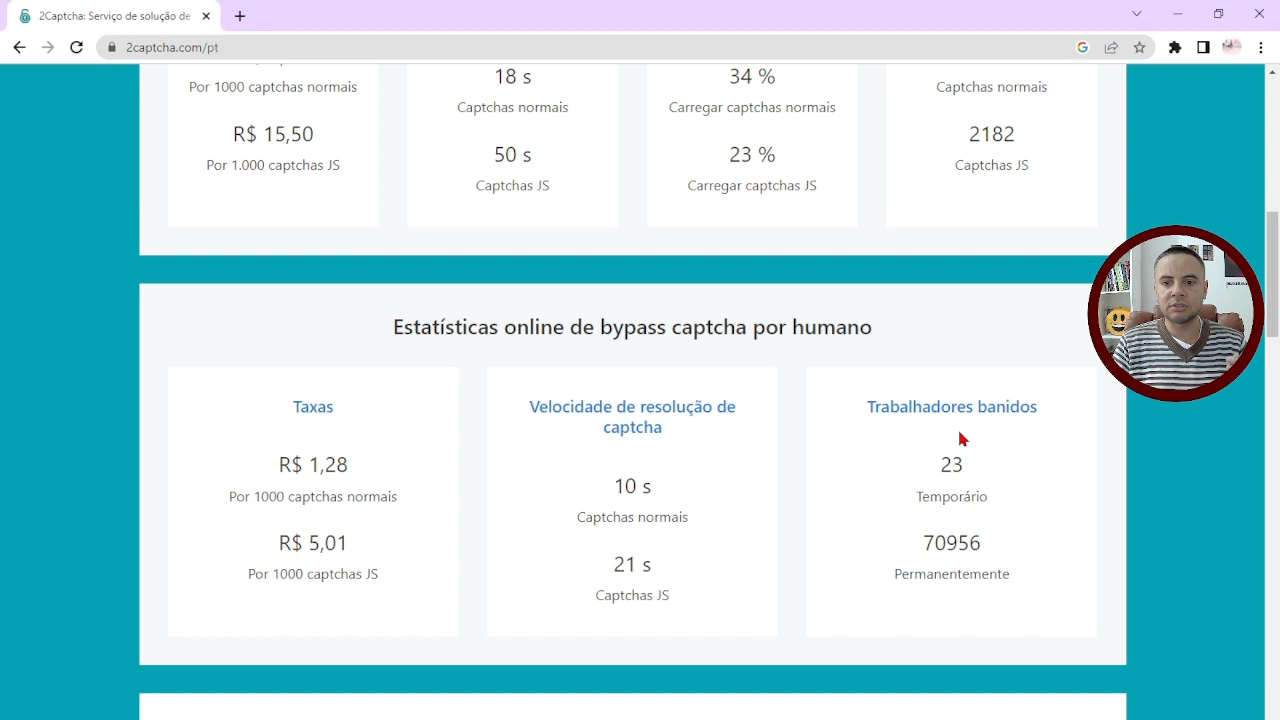 2Captcha: Serviço de solução de
2captcha.com/pt
Por 1000 captchas normais
R$ 15,50
Por 1.000 captchas JS
18 s
Captchas normais
50 s
Captchas JS
34 %
Carregar captchas normais
23 %
Carregar captchas JS
Captchas normais
2182
Captchas JS
Estatísticas online de bypass captcha por humano
Taxas
R$ 1,28
Por 1000 captchas normais
R$ 5,01
Por 1000 captchas JS
Velocidade de resolução de
captcha
10 s
Captchas normais
21 s
Captchas JS
Trabalhadores banidos
23
Temporário
70956
Permanentemente